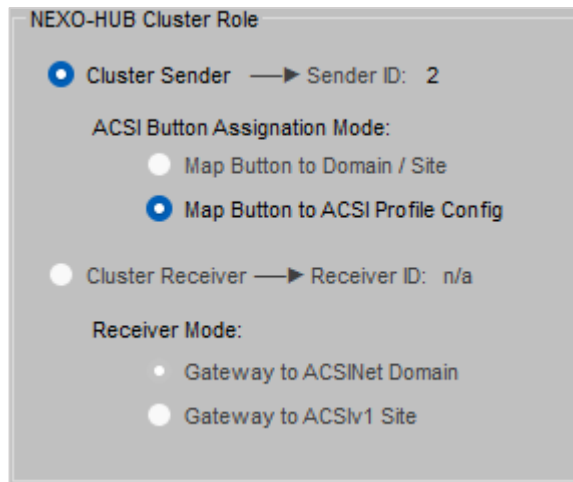 NEXO-HUB Cluster Role
Cluster Sender Sender ID: 2
ACSI Button Assignation Mode:
Map Button to Domain / Site
Map Button to ACSI Profile Config
Cluster Receiver Receiver ID: n/a
Receiver Mode:
Gateway to ACSINet Domain
Gateway to ACSIv1 Site